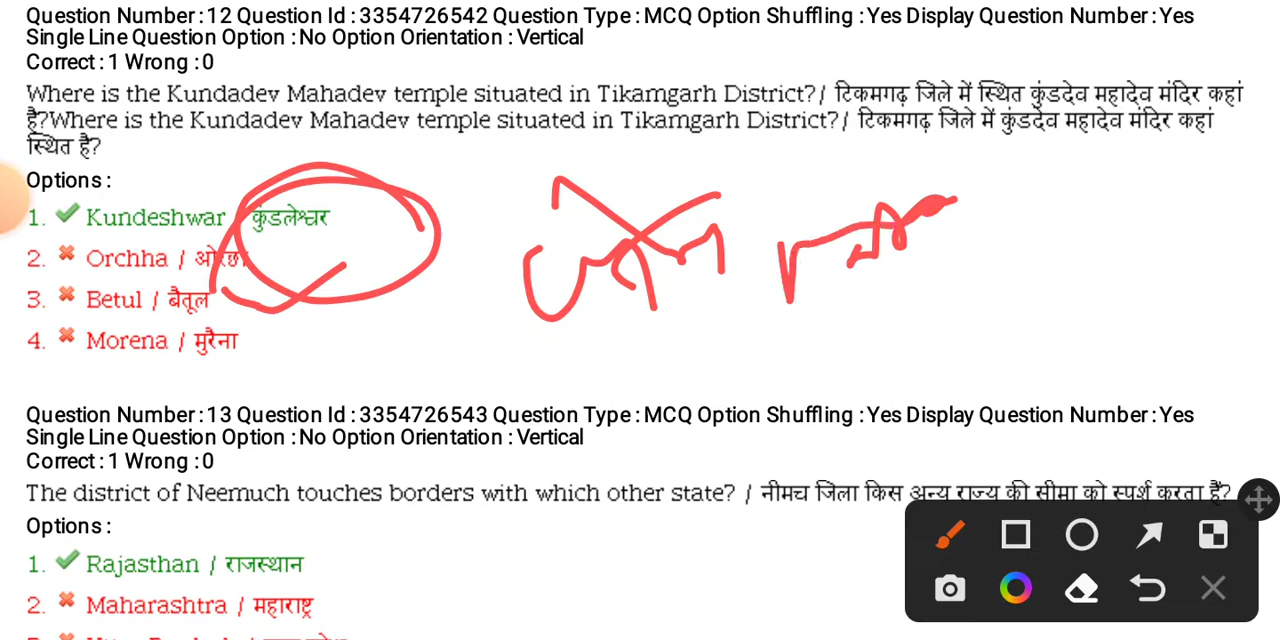 Question Number : 12 Question Id : 3354726542 Question Type : MCQ Option Shuffling : Yes Display Question Number : Yes
Single Line Question Option : No Option Orientation : Vertical
Correct : 1 Wrong : 0
Where is the Kundadev Mahadev temple situated in Tikamgarh District? / टिकमगढ़ जिले में स्थित कुंडदेव महादेव मंदिर कहां
है?Where is the Kundadev Mahadev temple situated in Tikamgarh District? / टिकमगढ़ जिले में कुंडदेव महादेव मंदिर कहां
स्थित है?
Options :
1. Kundeshwar / कुंडलेश्वर
2. Orchha / ओरछा
3. Betul / बैतूल
4. Morena / मुरैना
Question Number : 13 Question Id : 3354726543 Question Type : MCQ Option Shuffling : Yes Display Question Number : Yes
Single Line Question Option : No Option Orientation : Vertical
Correct : 1 Wrong : 0
The district of Neemuch touches borders with which other state? / नीमच जिला किस अन्य राज्य की सीमा को स्पर्श करता हैं?
Options :
1. Rajasthan / राजस्थान
2. Maharashtra / महाराष्ट्र